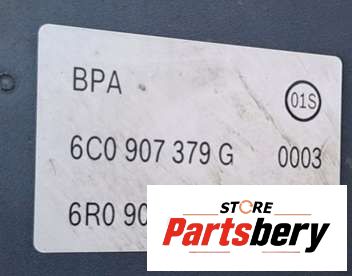 BPA
01S
6C0 907 379 G 0003
6R0 90
STORE
Partsbery